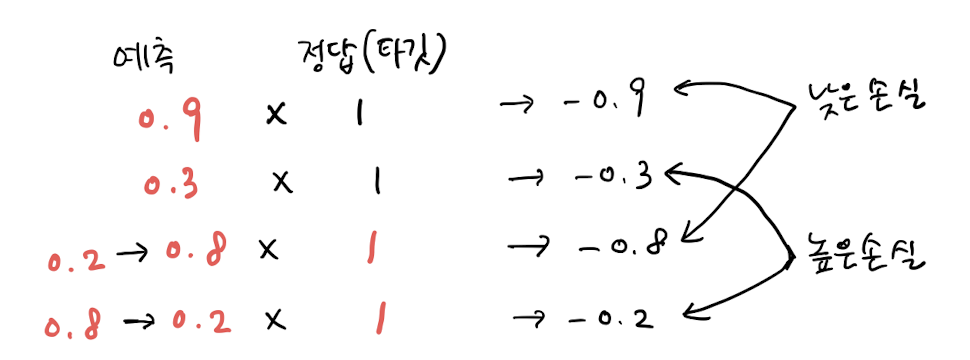 예측 정답(타깃)
0.9 x 1 → -0.9 낮은 손실
0.3 x 1 → -0.3
0.2 → 0.8 x 1 → -0.8 높은 손실
0.8 → 0.2 x 1 → -0.2